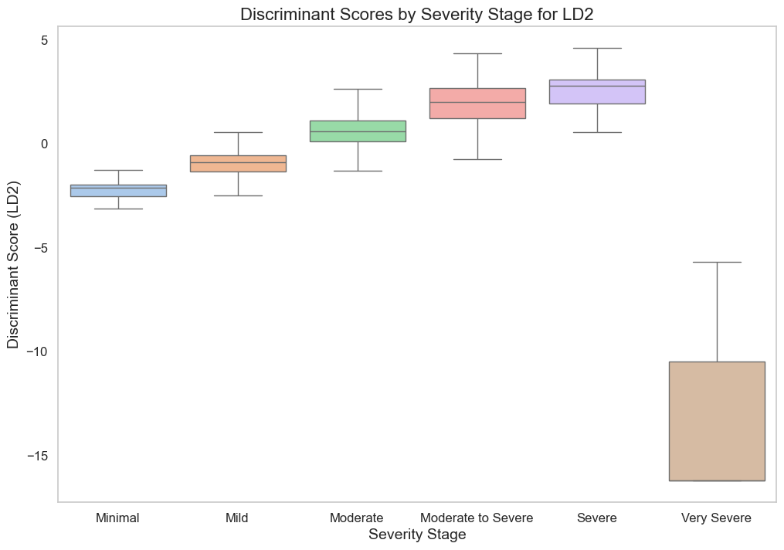 Discriminant Scores by Severity Stage for LD2
Discriminant Score (LD2)
5
0
−5
−10
−15
Minimal
Mild
Moderate
Moderate to Severe
Severe
Very Severe
Severity Stage